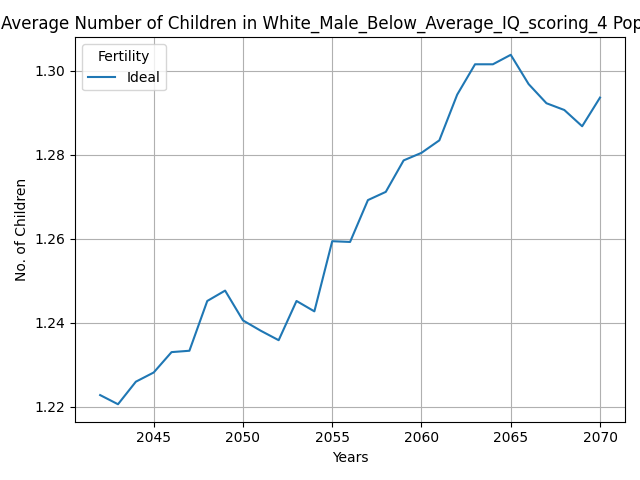 Average Number of Children in White_Male_Below_Average_IQ_scoring_4 Pop
Fertility
Ideal
No. of Children
1.30
1.28
1.26
1.24
1.22
2045 2050 2055 2060 2065 2070
Years